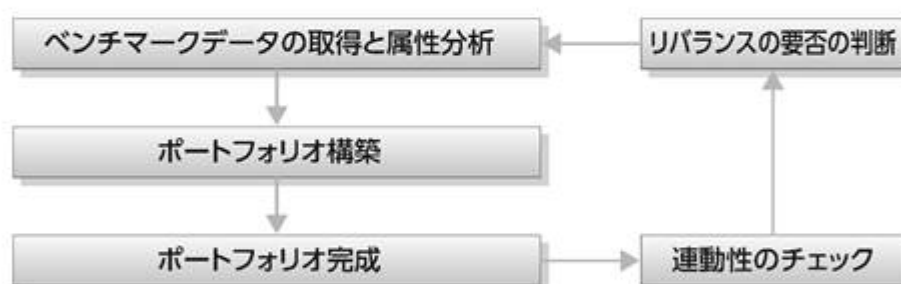 ベンチマークデータの取得と属性分析
リバランスの要否の判断
ポートフォリオ構築
ポートフォリオ完成
連動性のチェック